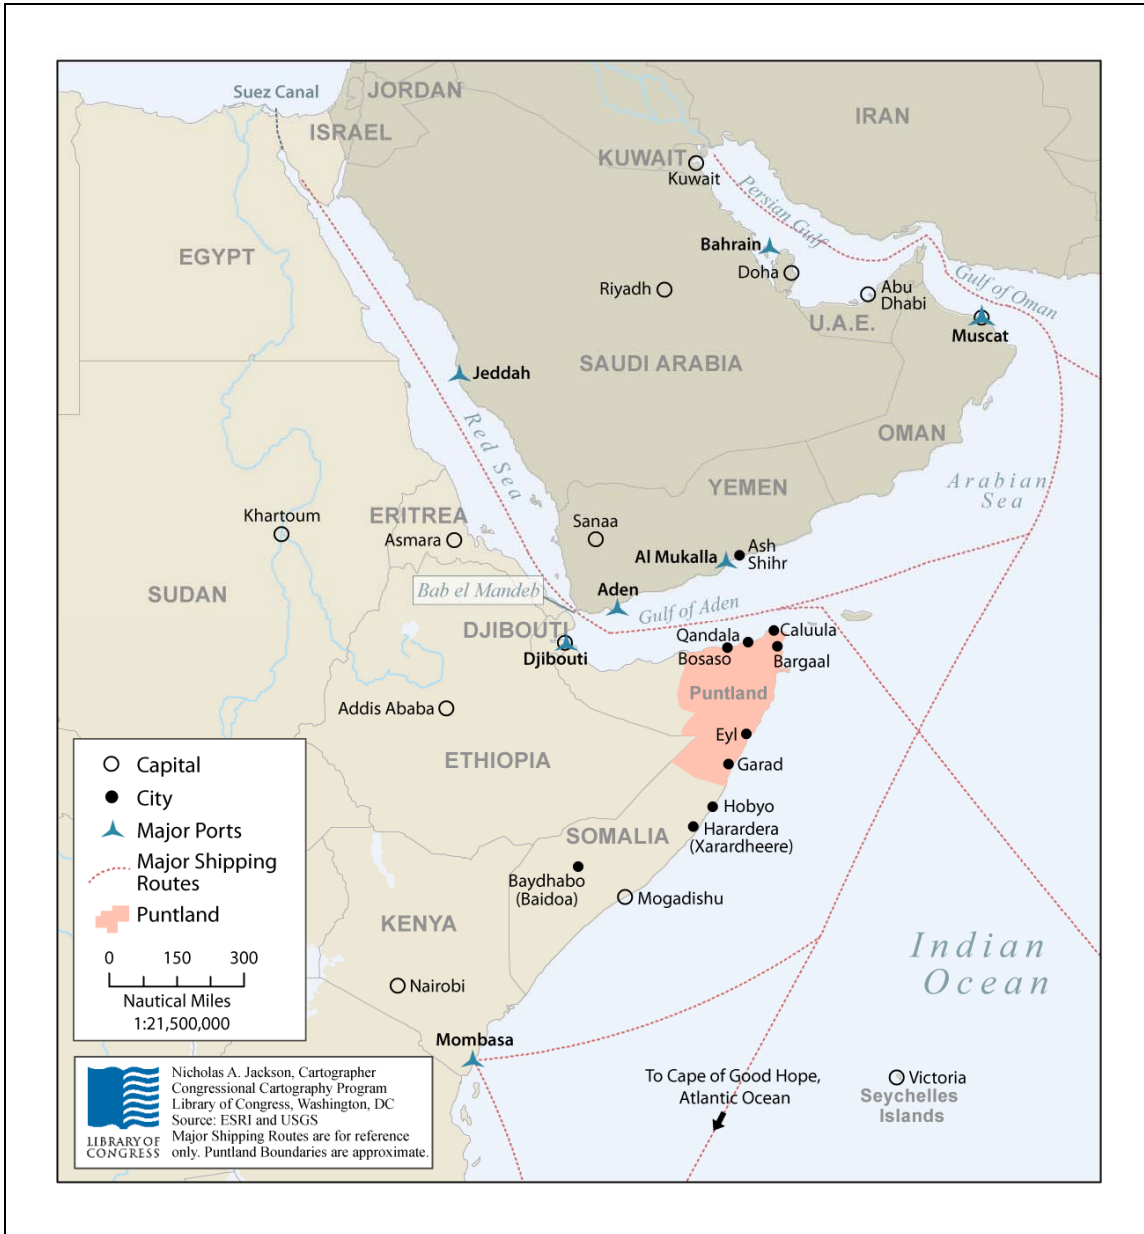 Suez Canal
JORDAN
ISRAEL
IRAN
KUWAIT
Kuwait
Persian Gulf
EGYPT
Bahrain
Doha
Riyadh
Abu
Dhabi
Gulf of Oman
U.A.E.
Muscat
SAUDI ARABIA
Jeddah
Red Sea
OMAN
Arabian
Sea
YEMEN
Khartoum
ERITREA
Asmara
Sanaa
Al Mukalla
Ash
Shihr
SUDAN
Bab el Mandeb
Aden
Gulf of Aden
DJIBOUTI
Djibouti
Qandala
Caluula
Bosaso
Bargaal
Puntland
Addis Ababa
Eyl
ETHIOPIA
Garad
Hobyo
SOMALIA
Harardera
(Xarardheere)
Baydhabo
(Baidoa)
Mogadishu
KENYA
Indian
Ocean
Nairobi
Mombasa
To Cape of Good Hope,
Atlantic Ocean
Victoria
Seychelles
Islands
Capital
City
Major Ports
Major Shipping
Routes
Puntland
0 150 300
Nautical Miles
1:21,500,000
LIBRARY OF
CONGRESS
Nicholas A. Jackson, Cartographer
Congressional Cartography Program
Library of Congress, Washington, DC
Source: ESRI and USGS
Major Shipping Routes are for reference
only. Puntland Boundaries are approximate.